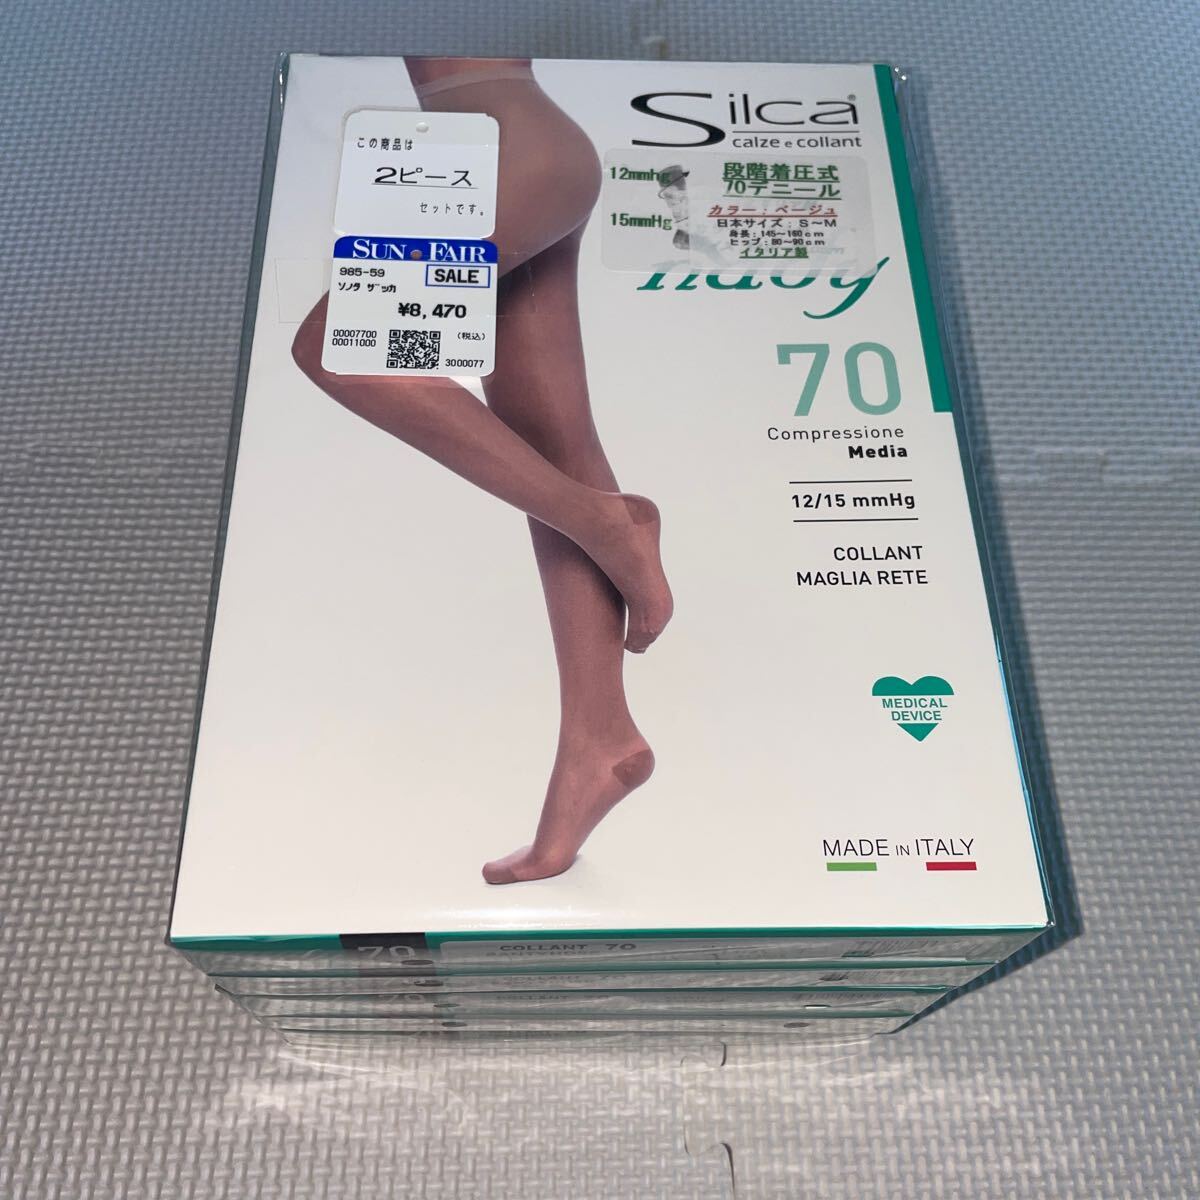 Silca®
calze e collant
この商品は
2ピース
セットです。
SUN・FAIR
985-59
SALE
ソノタ ザッカ
¥8,470
00007700
00011000
(税込)
3000077
12mmhg
15mmHg
段階着圧式
70デニール
カラー:ベージュ
日本サイズ:S~M
身長:145~160cm
ヒップ:80~90cm
イタリア製
70
Compressione
Media
12/15 mmHg
COLLANT
MAGLIA RETE
MEDICAL
DEVICE
MADE IN ITALY
70
COLLANT 70